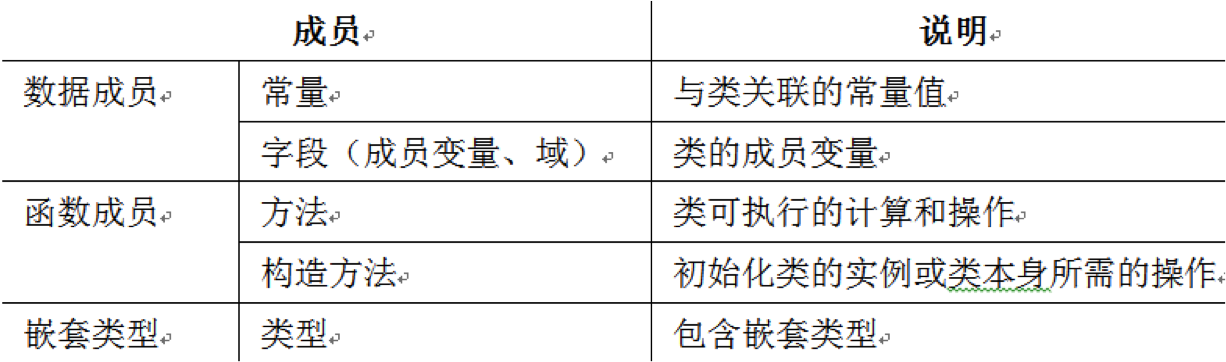 成员 说明
数据成员 常量 与类关联的常量值
字段（成员变量、域） 类的成员变量
函数成员 方法 类可执行的计算和操作
构造方法 初始化类的实例或类本身所需的操作
嵌套类型 类型 包含嵌套类型